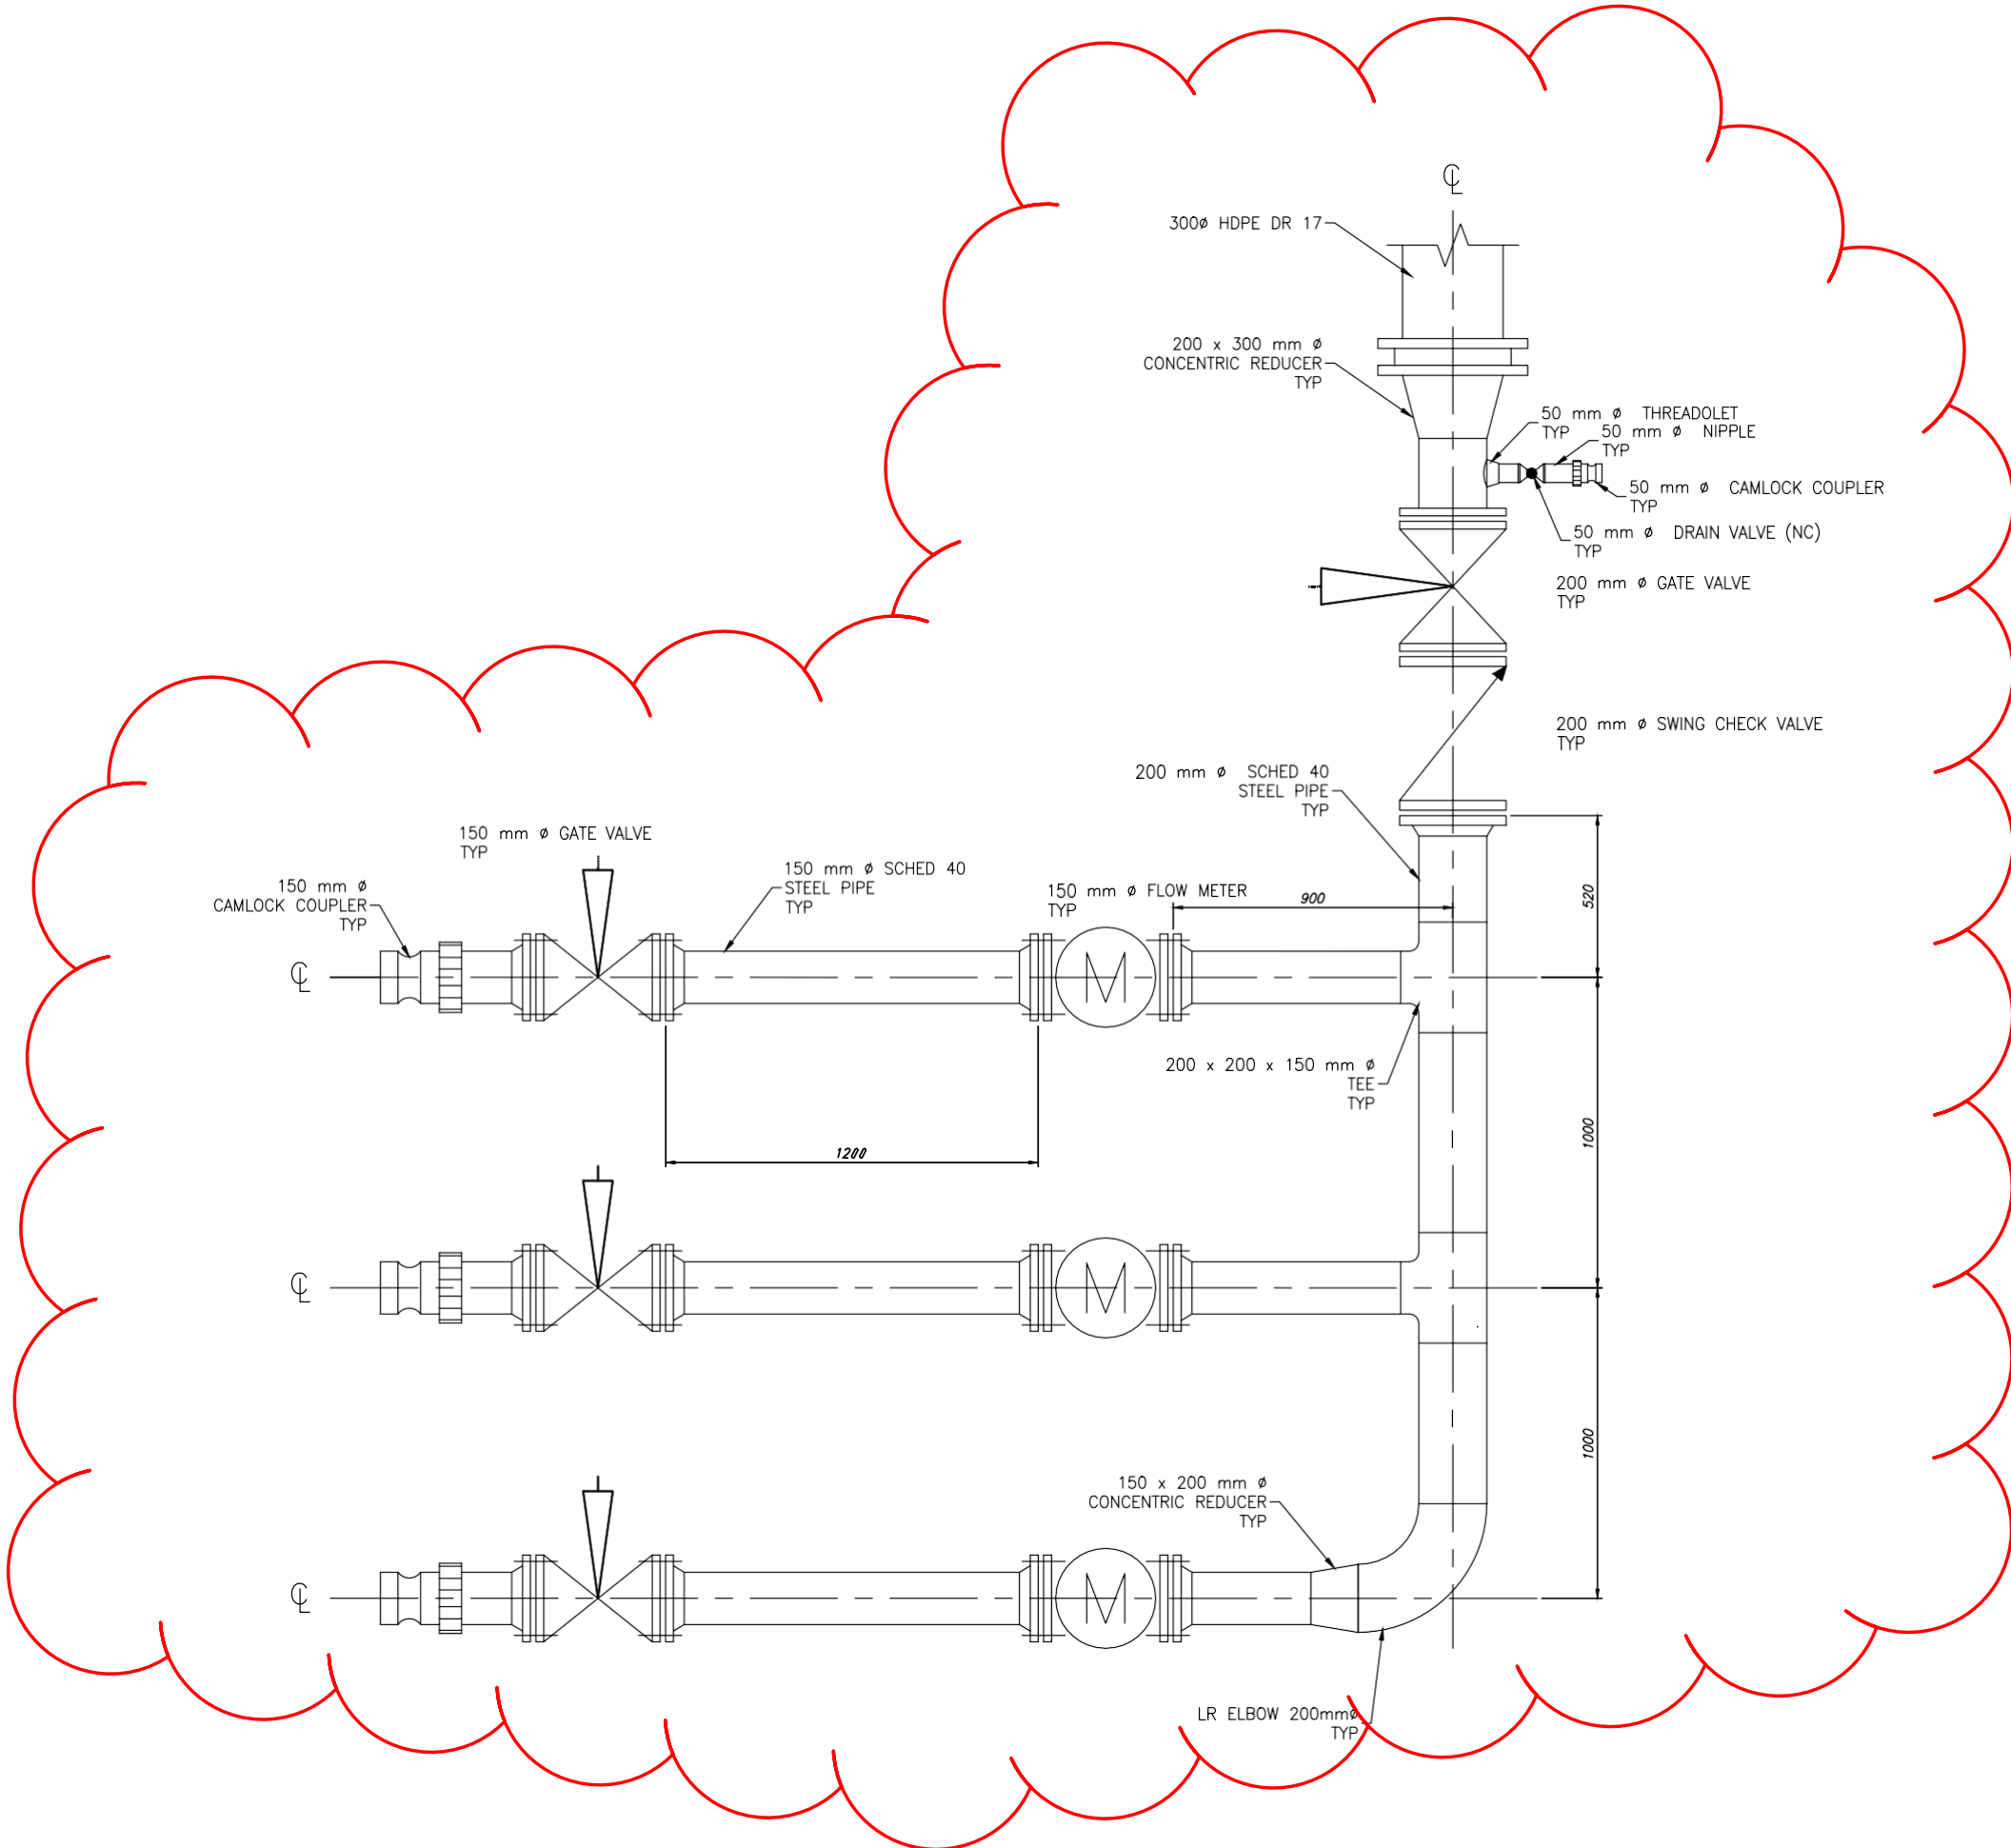 ℄
300ø HDPE DR 17
200 x 300 mm ø
CONCENTRIC REDUCER
TYP
50 mm ø THREADOLET
TYP
50 mm ø NIPPLE
TYP
50 mm ø CAMLOCK COUPLER
TYP
50 mm ø DRAIN VALVE (NC)
TYP
200 mm ø GATE VALVE
TYP
200 mm ø SWING CHECK VALVE
TYP
200 mm ø SCHED 40
STEEL PIPE
TYP
150 mm ø GATE VALVE
TYP
150 mm ø
CAMLOCK COUPLER
TYP
150 mm ø SCHED 40
STEEL PIPE
TYP
150 mm ø FLOW METER
TYP
900
520
℄
M
200 x 200 x 150 mm ø
TEE
TYP
1000
1200
℄
M
1000
150 x 200 mm ø
CONCENTRIC REDUCER
TYP
℄
M
LR ELBOW 200mmø
TYP